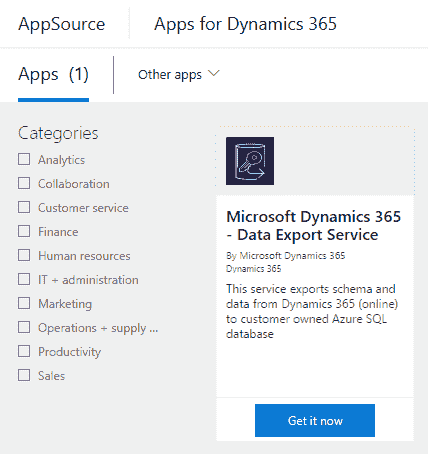 AppSource Apps for Dynamics 365
Apps (1) Other apps
Categories
Analytics
Collaboration
Customer service
Finance
Human resources
IT + administration
Marketing
Operations + supply ...
Productivity
Sales
Microsoft Dynamics 365
- Data Export Service
By Microsoft Dynamics 365
Dynamics 365
This service exports schema and
data from Dynamics 365 (online)
to customer owned Azure SQL
database
Get it now